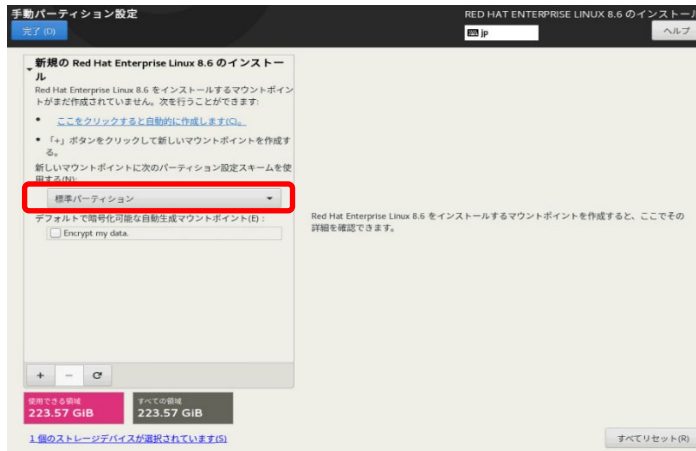 手動パーティション設定
RED HAT ENTERPRISE LINUX 8.6 のインストール
完了 (D)
jp
ヘルプ
新規の Red Hat Enterprise Linux 8.6 のインストー
ル
Red Hat Enterprise Linux 8.6 をインストールするマウントポイン
トがまだ作成されていません。次を行うことができます:
• ここをクリックすると自動的に作成します(C)。
• 「+」ボタンをクリックして新しいマウントポイントを作成す
る。
新しいマウントポイントに次のパーティション設定スキームを使
用する(N):
標準パーティション
デフォルトで暗号化可能な自動生成マウントポイント(E) :
Encrypt my data.
Red Hat Enterprise Linux 8.6 をインストールするマウントポイントを作成すると、ここでその
詳細を確認できます。
+ − 
使用できる領域
223.57 GiB
すべての領域
223.57 GiB
1 個のストレージデバイスが選択されています(S)
すべてリセット(R)